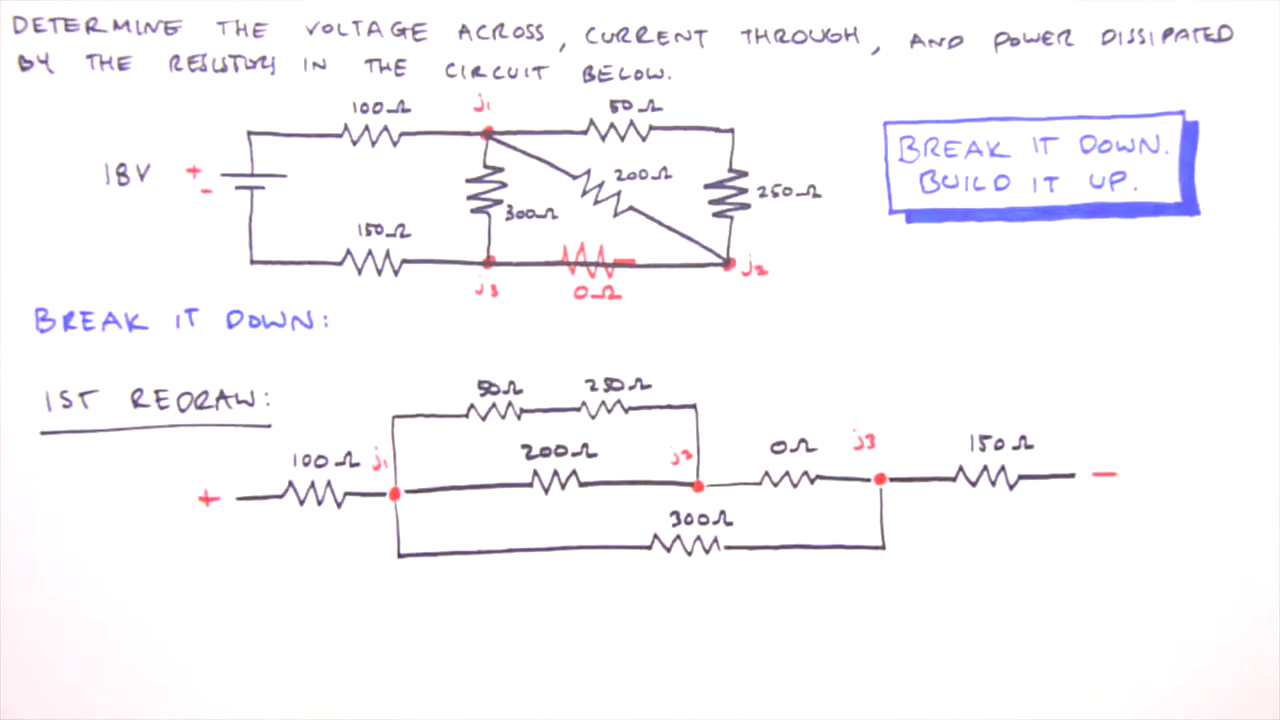 DETERMINE THE VOLTAGE ACROSS, CURRENT THROUGH, AND POWER DISSIPATED
BY THE RESISTORS IN THE CIRCUIT BELOW.
100Ω j1 50Ω
18V + - 300Ω 200Ω 250Ω
150Ω j3 0Ω j2
BREAK IT DOWN.
BUILD IT UP.
BREAK IT DOWN:
1ST REDRAW:
50Ω 250Ω
+ 100Ω j1 200Ω j2 0Ω j3 150Ω -
300Ω